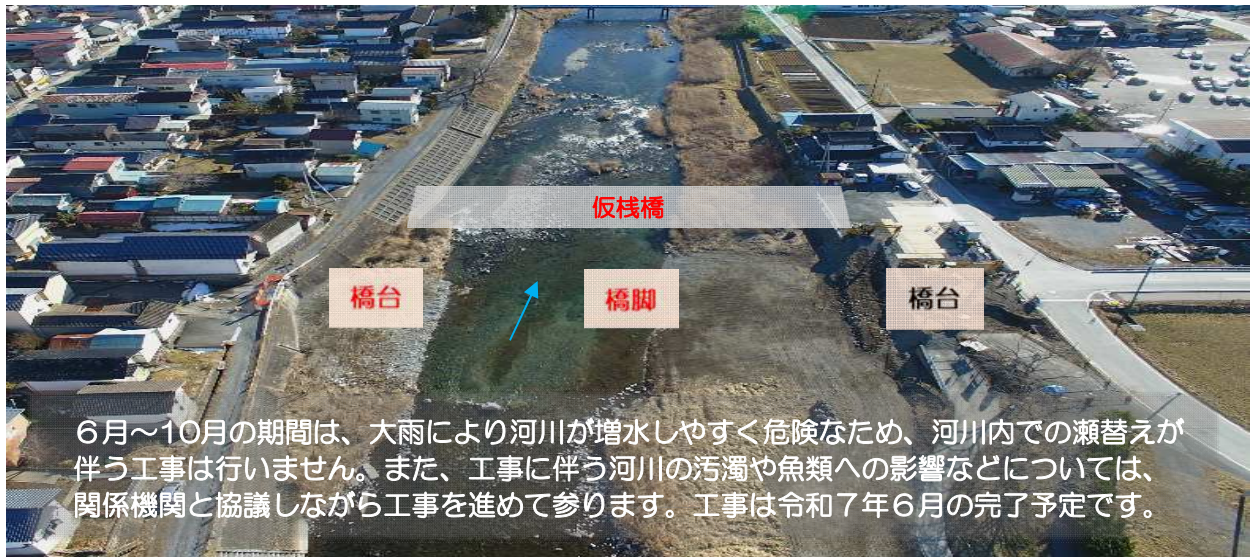 仮桟橋
橋台
橋脚
橋台
６月～１０月の期間は、大雨により河川が増水しやすく危険なため、河川内での瀬替えが
伴う工事は行いません。また、工事に伴う河川の汚濁や魚類への影響などについては、
関係機関と協議しながら工事を進めて参ります。工事は令和７年６月の完了予定です。